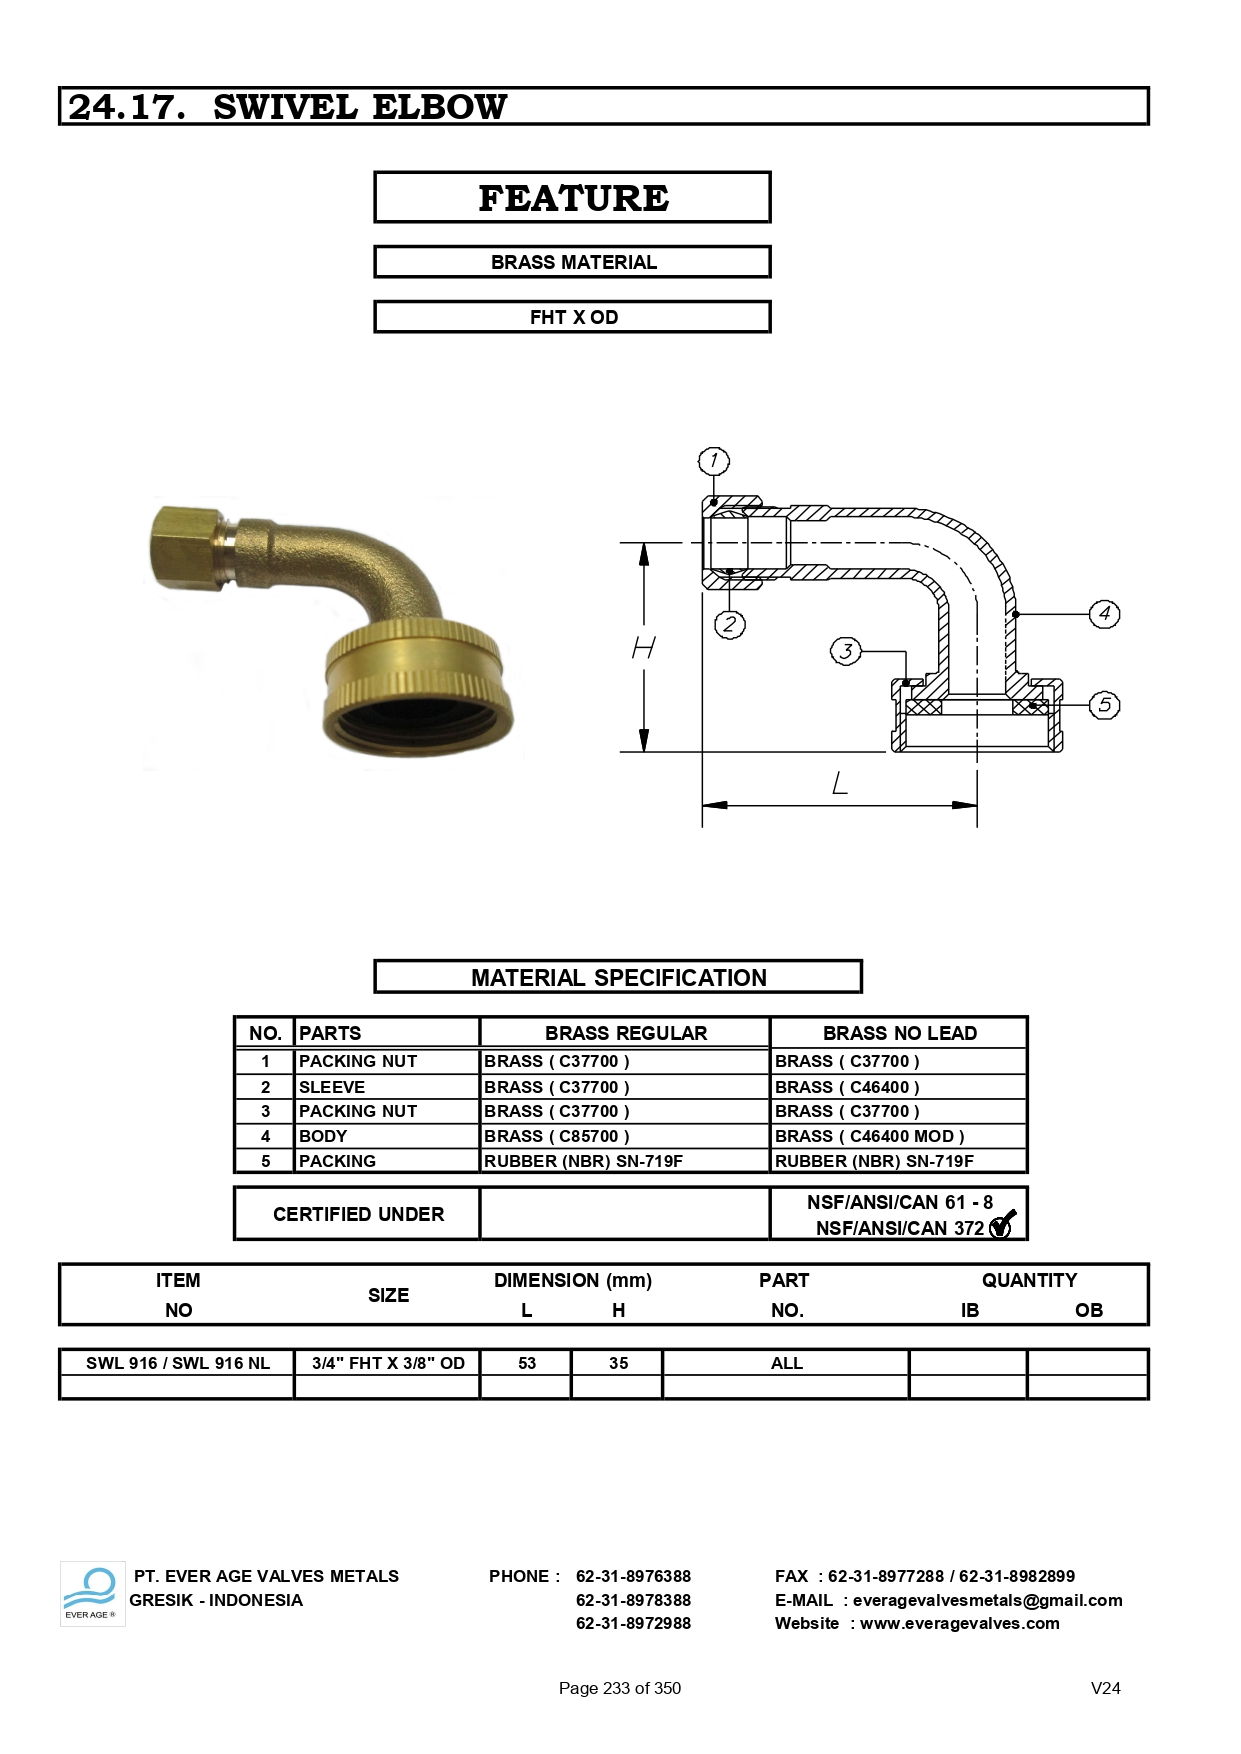 24.17. SWIVEL ELBOW
FEATURE
BRASS MATERIAL
FHT X OD
1
2
3
4
5
H
L
MATERIAL SPECIFICATION
NO. PARTS BRASS REGULAR BRASS NO LEAD
1 PACKING NUT BRASS ( C37700 ) BRASS ( C37700 )
2 SLEEVE BRASS ( C37700 ) BRASS ( C46400 )
3 PACKING NUT BRASS ( C37700 ) BRASS ( C37700 )
4 BODY BRASS ( C85700 ) BRASS ( C46400 MOD )
5 PACKING RUBBER (NBR) SN-719F RUBBER (NBR) SN-719F
CERTIFIED UNDER NSF/ANSI/CAN 61 - 8
NSF/ANSI/CAN 372
ITEM SIZE DIMENSION (mm) PART QUANTITY
NO L H NO. IB OB
SWL 916 / SWL 916 NL 3/4" FHT X 3/8" OD 53 35 ALL
EVER AGE ®
PT. EVER AGE VALVES METALS PHONE : 62-31-8976388 FAX : 62-31-8977288 / 62-31-8982899
GRESIK - INDONESIA 62-31-8978388 E-MAIL : everagevalvesmetals@gmail.com
62-31-8972988 Website : www.everagevalves.com
Page 233 of 350 V24